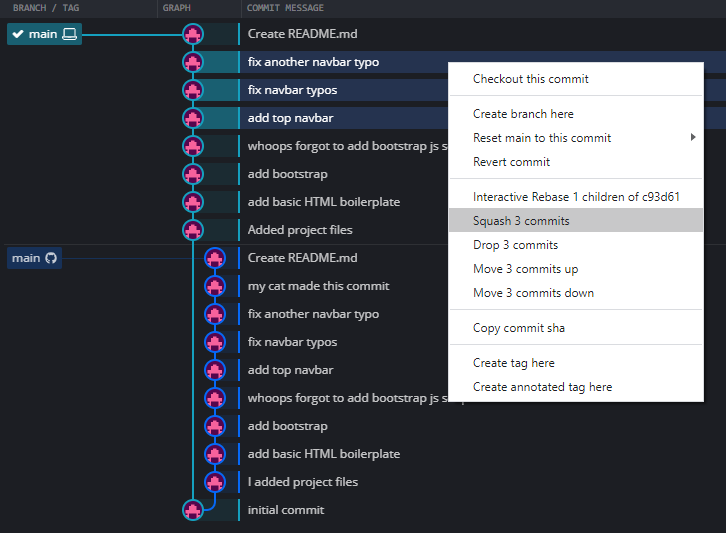 BRANCH / TAG GRAPH COMMIT MESSAGE
main Create README.md
fix another navbar typo
fix navbar typos
add top navbar
whoops forgot to add bootstrap js s
add bootstrap
add basic HTML boilerplate
Added project files
main Create README.md
my cat made this commit
fix another navbar typo
fix navbar typos
add top navbar
whoops forgot to add bootstrap js s
add bootstrap
add basic HTML boilerplate
I added project files
initial commit
Checkout this commit
Create branch here
Reset main to this commit
Revert commit
Interactive Rebase 1 children of c93d61
Squash 3 commits
Drop 3 commits
Move 3 commits up
Move 3 commits down
Copy commit sha
Create tag here
Create annotated tag here